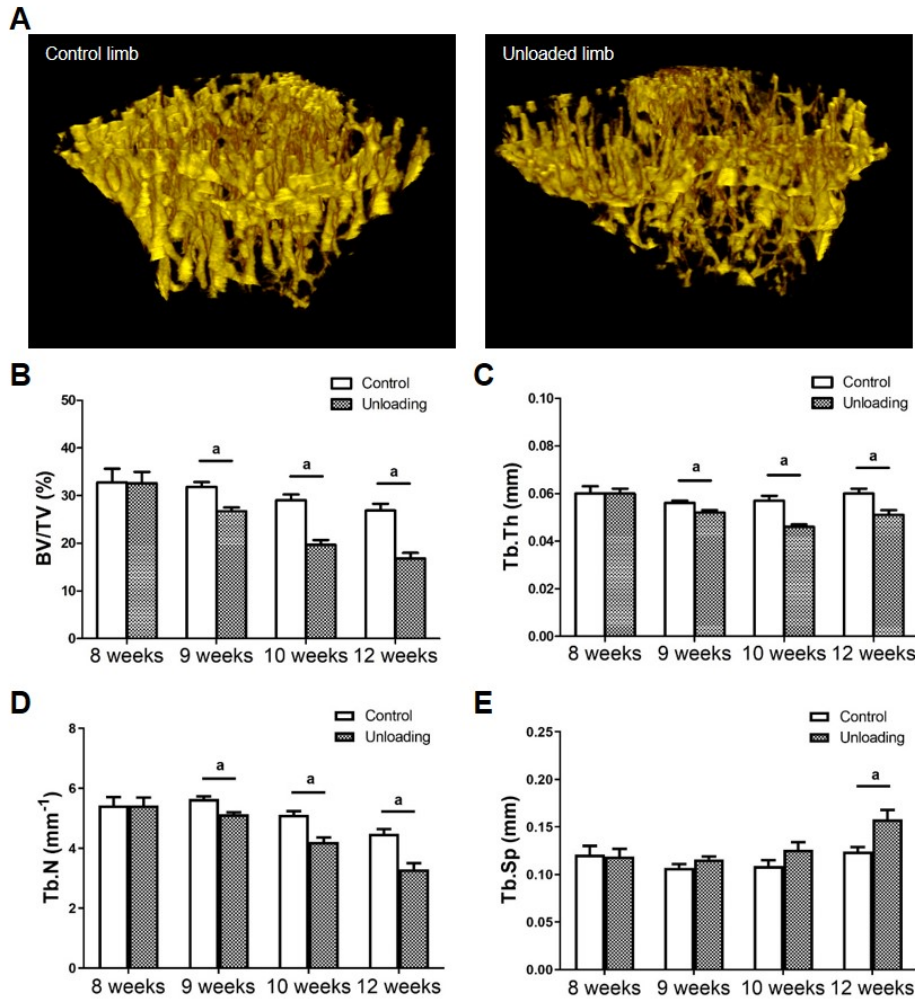 A
Control limb
Unloaded limb
B
Control
Unloading
BV/TV (%)
50
40
30
20
10
0
a
a
a
8 weeks
9 weeks
10 weeks
12 weeks
C
Control
Unloading
Tb.Th (mm)
0.10
0.08
0.06
0.04
0.02
0.00
a
a
a
8 weeks
9 weeks
10 weeks
12 weeks
D
Control
Unloading
Tb.N (mm⁻¹)
8
6
4
2
0
a
a
a
8 weeks
9 weeks
10 weeks
12 weeks
E
Control
Unloading
Tb.Sp (mm)
0.25
0.20
0.15
0.10
0.05
0.00
a
8 weeks
9 weeks
10 weeks
12 weeks